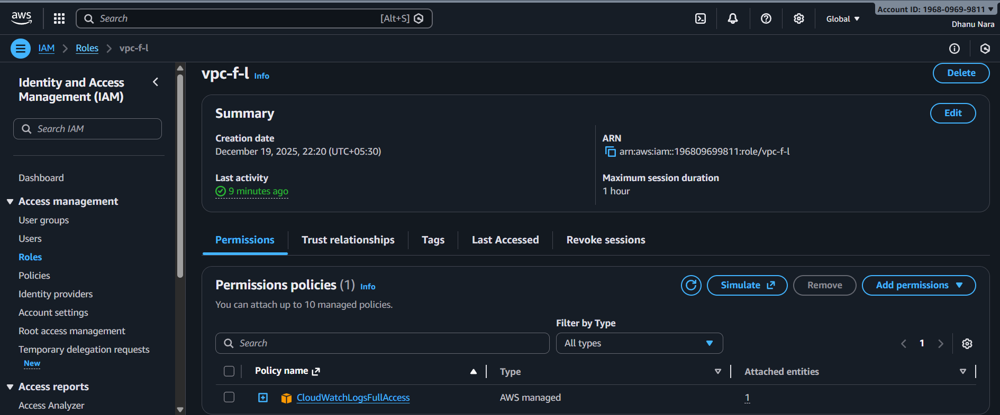 aws
Search
[Alt+S]
Global
Account ID: 1968-0969-9811
Dhanu Nara
IAM
Roles
vpc-f-l
Identity and Access
Management (IAM)
Search IAM
Dashboard
Access management
User groups
Users
Roles
Policies
Identity providers
Account settings
Root access management
Temporary delegation requests
New
Access reports
Access Analyzer
vpc-f-l Info
Delete
Summary
Edit
Creation date
December 19, 2025, 22:20 (UTC+05:30)
ARN
arn:aws:iam::196809699811:role/vpc-f-l
Last activity
9 minutes ago
Maximum session duration
1 hour
Permissions
Trust relationships
Tags
Last Accessed
Revoke sessions
Permissions policies (1) Info
Simulate
Remove
Add permissions
You can attach up to 10 managed policies.
Filter by Type
Search
All types
1
Policy name
Type
Attached entities
CloudWatchLogsFullAccess
AWS managed
1